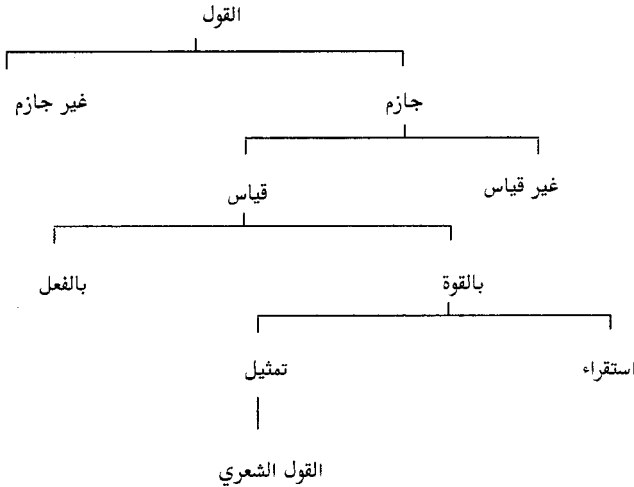 القول
جازم غير جازم
غير قياس قياس
بالقوة بالفعل
استقراء تمثيل
القول الشعري